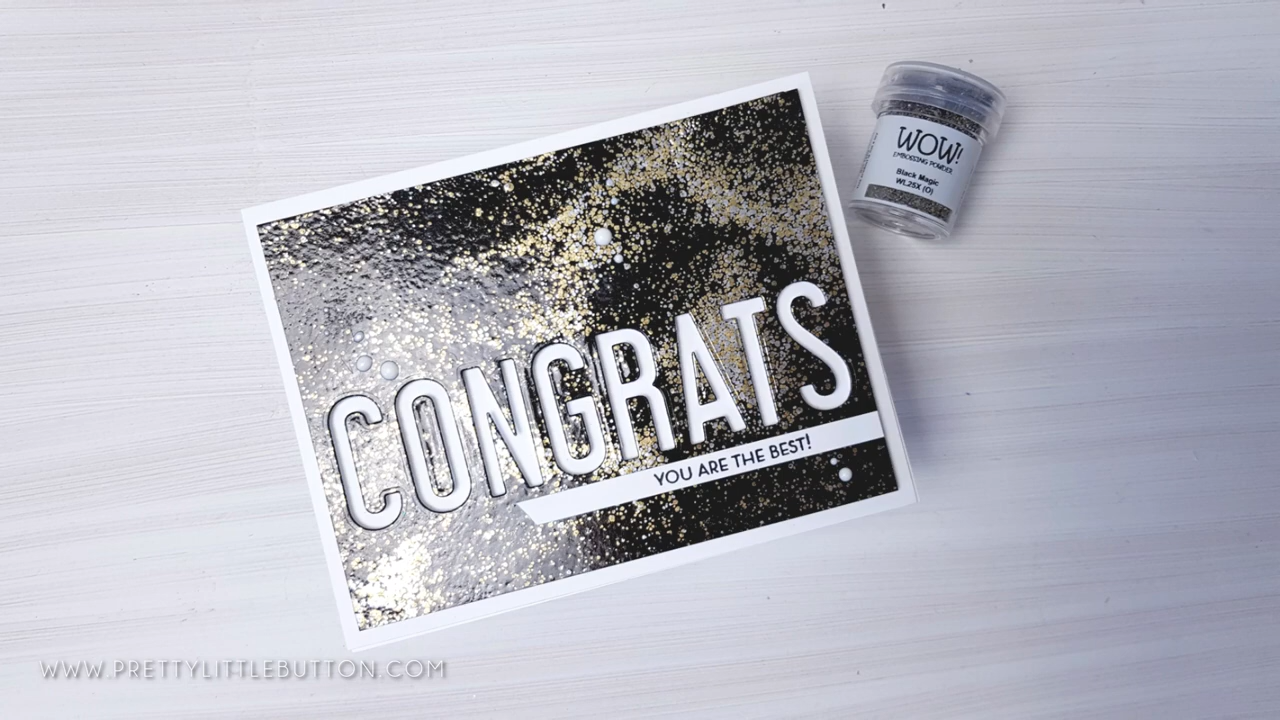 WOW!
EMBOSSING POWDER
Black Magic
WL25X (O)
CONGRATS
YOU ARE THE BEST!
WWW.PRETTYLITTLEBUTTON.COM